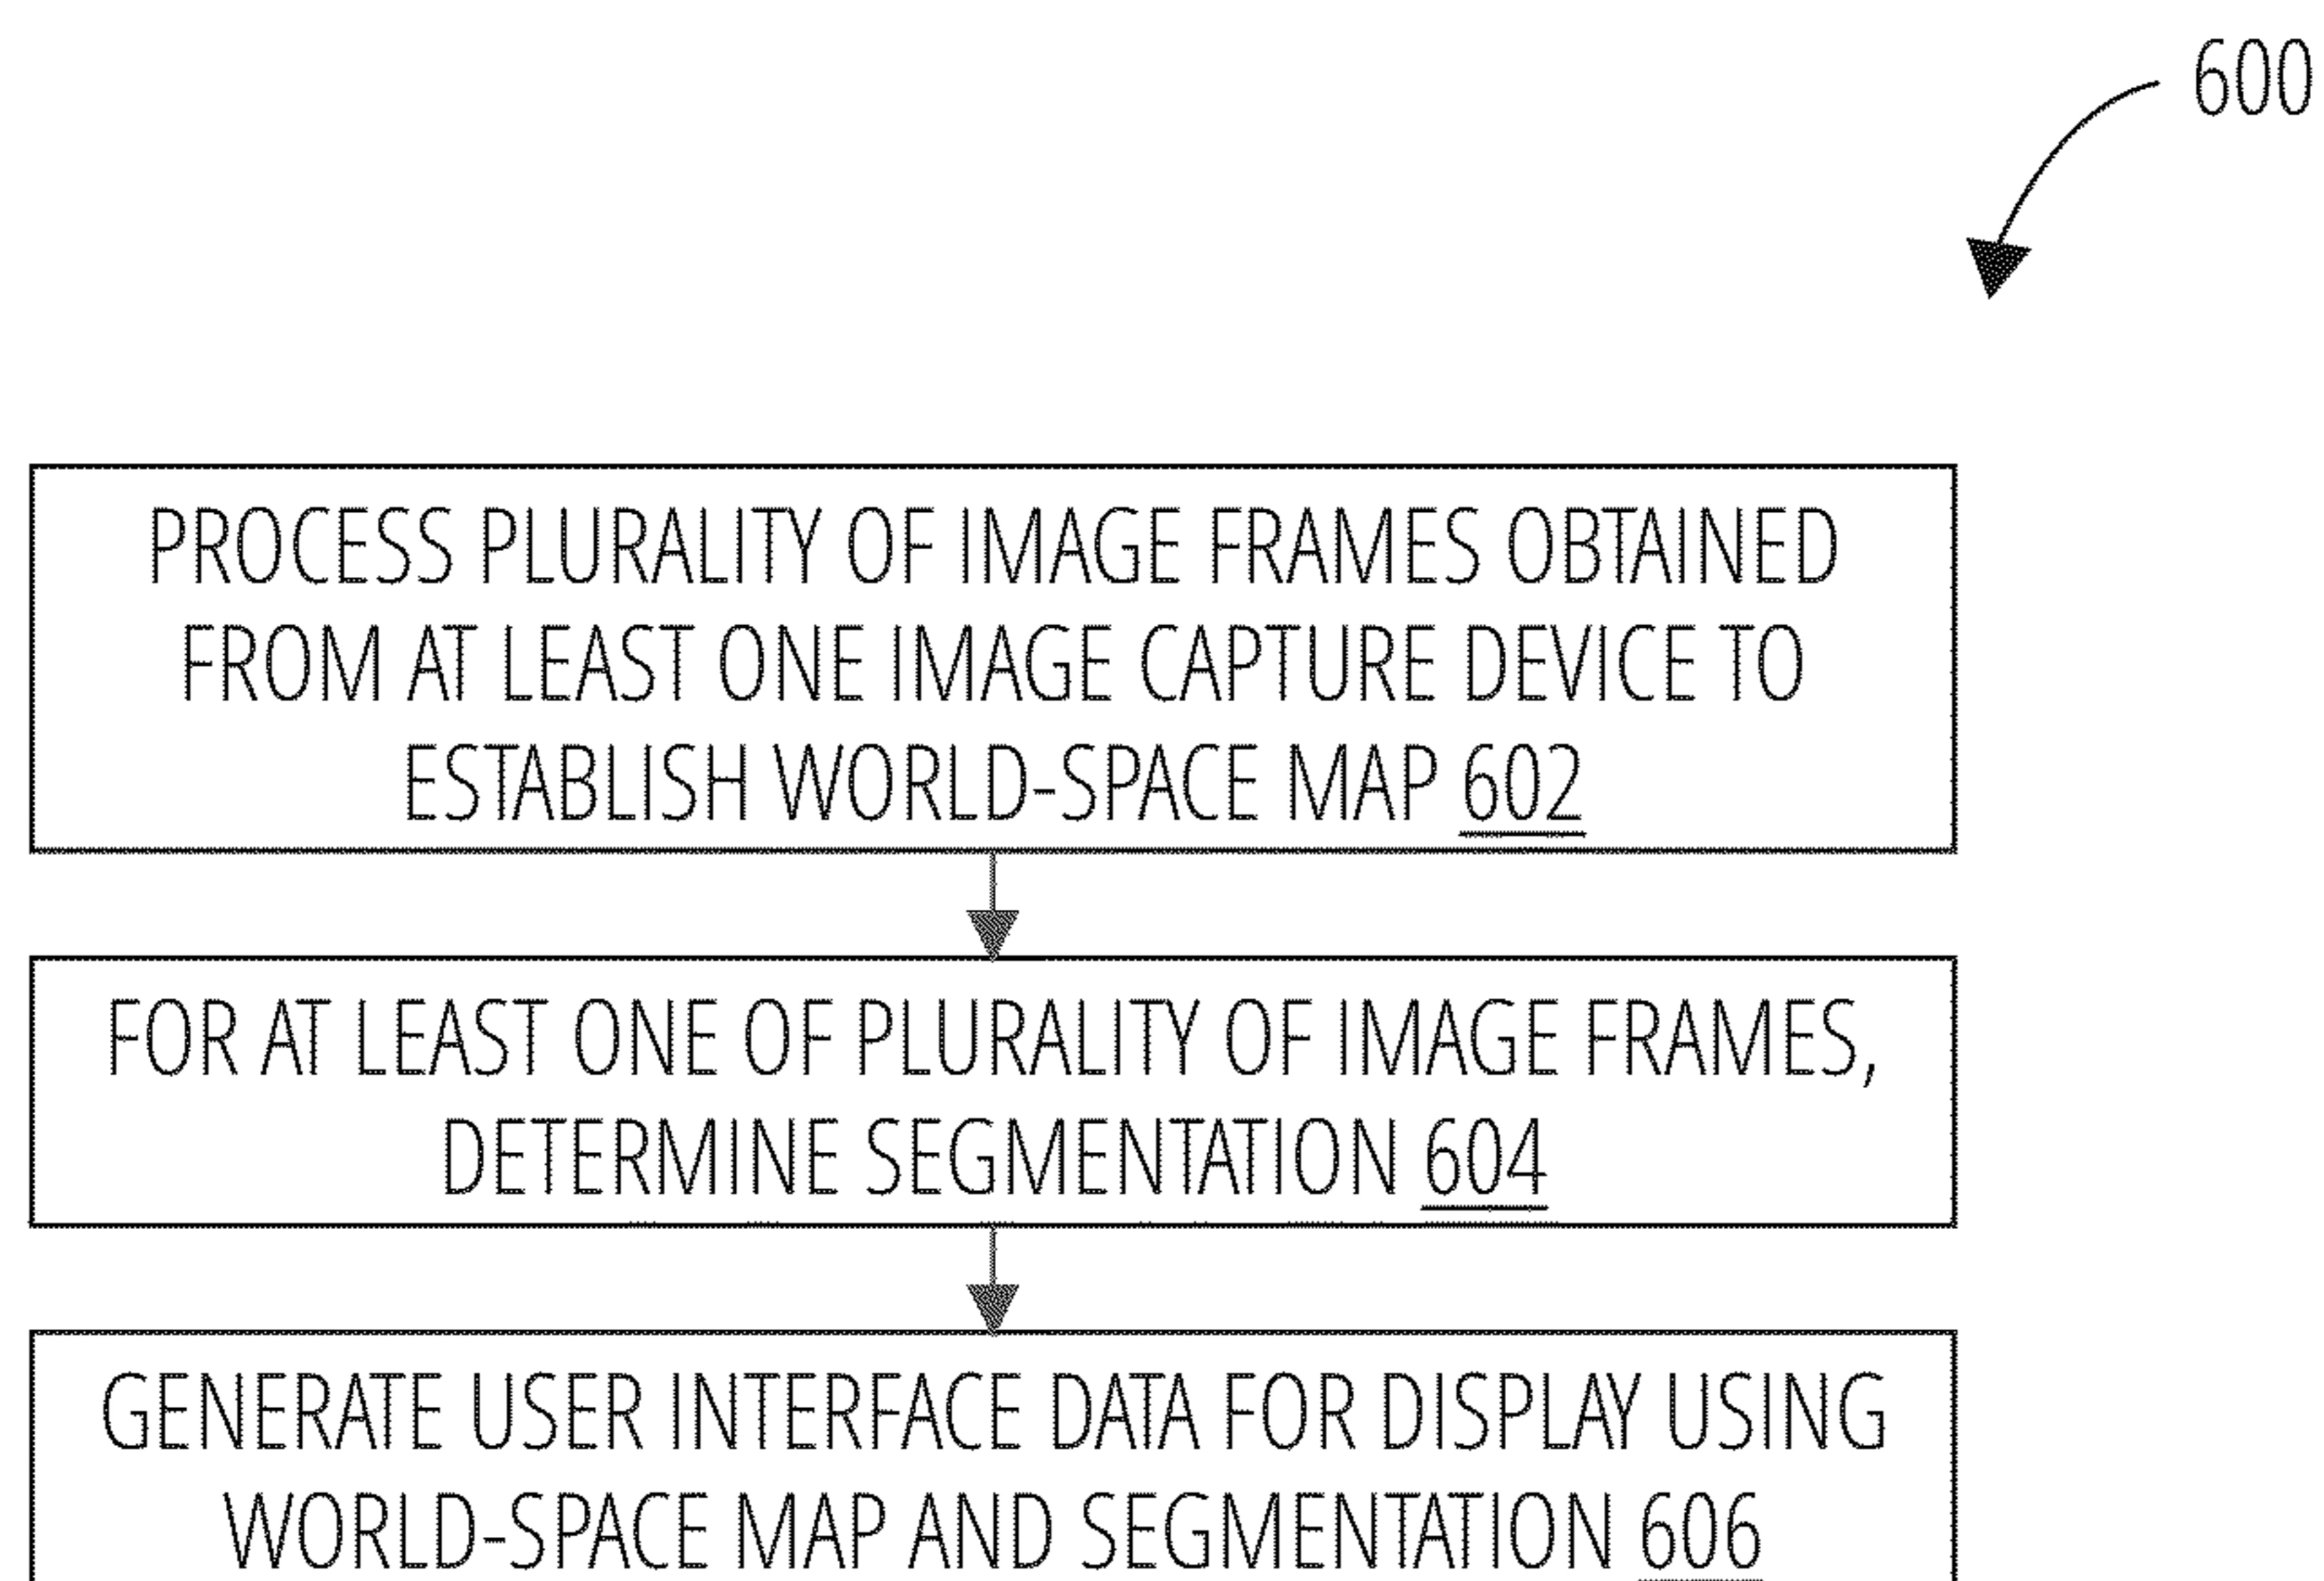 600
PROCESS PLURALITY OF IMAGE FRAMES OBTAINED
FROM AT LEAST ONE IMAGE CAPTURE DEVICE TO
ESTABLISH WORLD-SPACE MAP 602
FOR AT LEAST ONE OF PLURALITY OF IMAGE FRAMES,
DETERMINE SEGMENTATION 604
GENERATE USER INTERFACE DATA FOR DISPLAY USING
WORLD-SPACE MAP AND SEGMENTATION 606